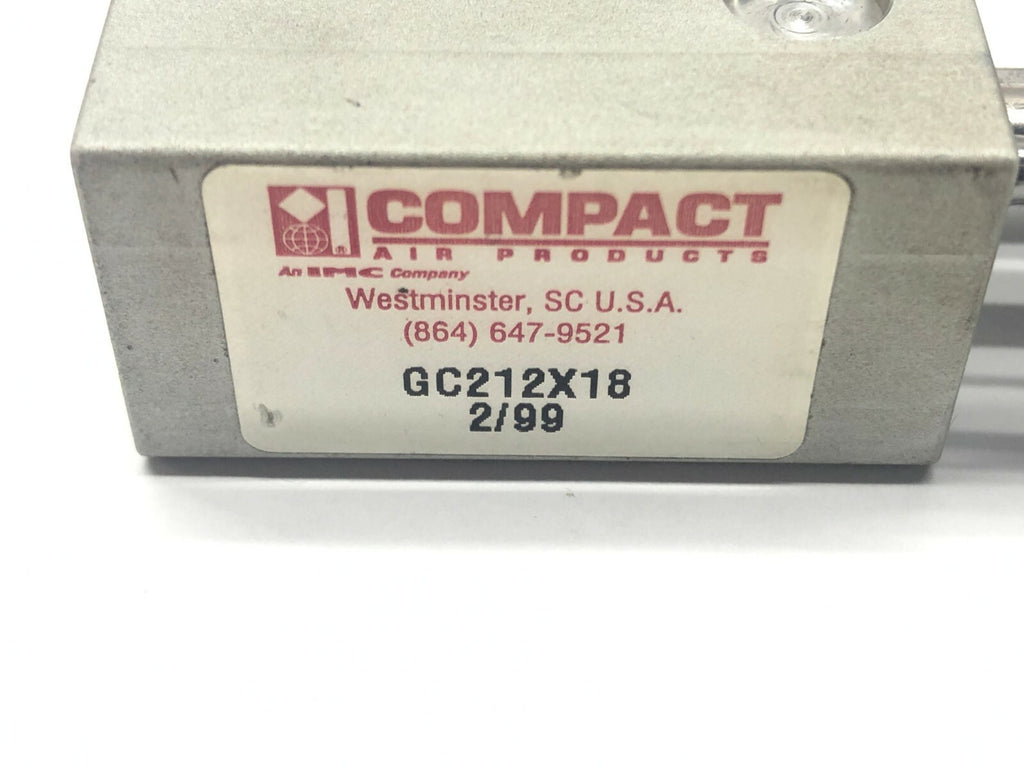 COMPACT
AIR PRODUCTS
An IMC Company
Westminster, SC U.S.A.
(864) 647-9521
GC212X18
2/99